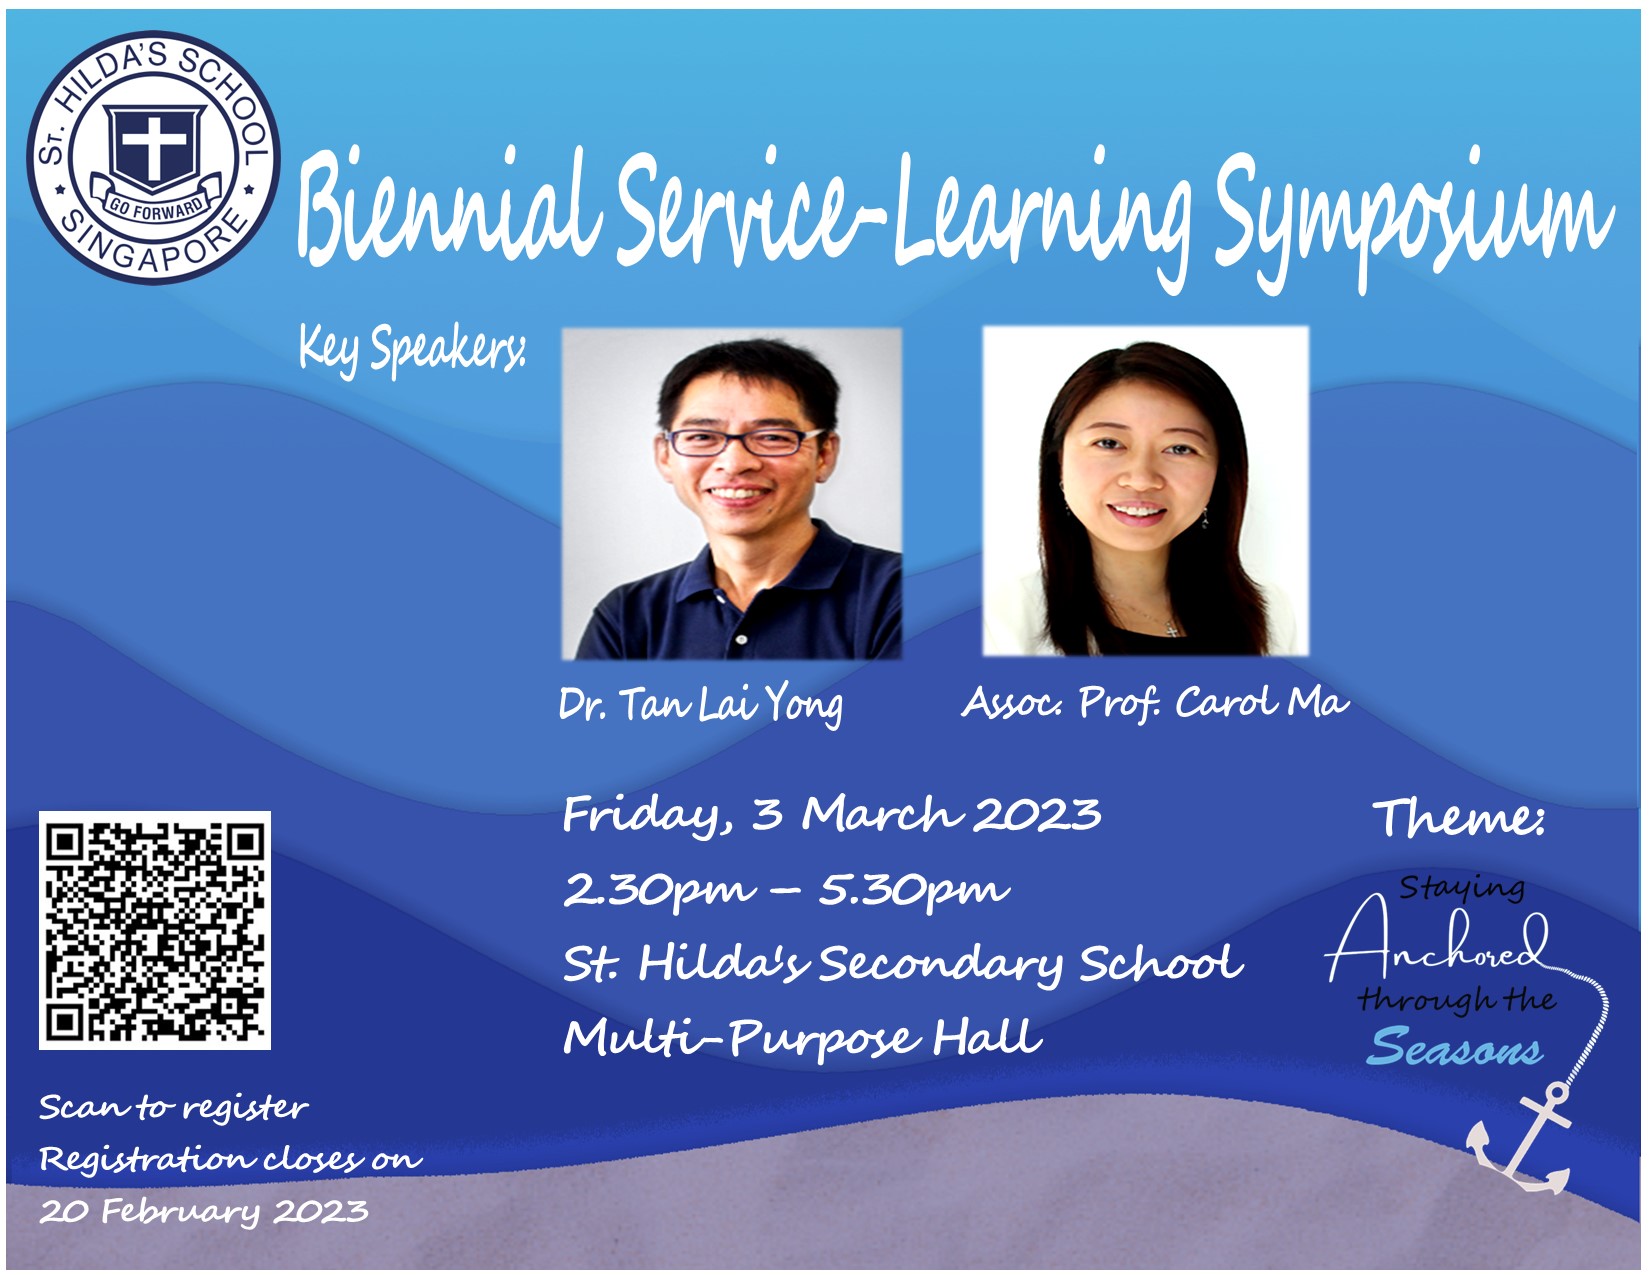 St. HILDA'S SCHOOL
GO FORWARD
SINGAPORE
Biennial Service-Learning Symposium
Key Speakers:
Dr. Tan Lai Yong
Assoc. Prof. Carol Ma
Friday, 3 March 2023
2.30pm – 5.30pm
St. Hilda's Secondary School
Multi-Purpose Hall
Theme:
Staying
Anchored
through the
Seasons
Scan to register
Registration closes on
20 February 2023